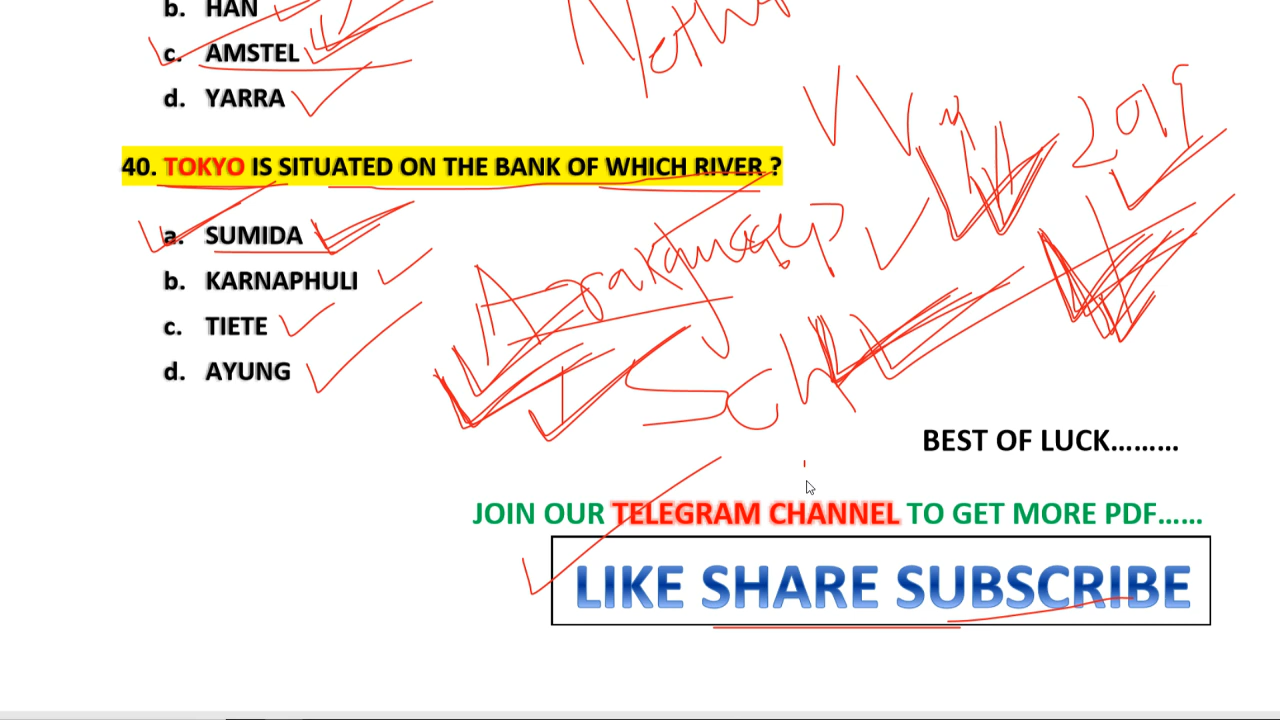 b. HAN
c. AMSTEL
d. YARRA
40. TOKYO IS SITUATED ON THE BANK OF WHICH RIVER ?
a. SUMIDA
b. KARNAPHULI
c. TIETE
d. AYUNG
2019
BEST OF LUCK.........
JOIN OUR TELEGRAM CHANNEL TO GET MORE PDF......
LIKE SHARE SUBSCRIBE